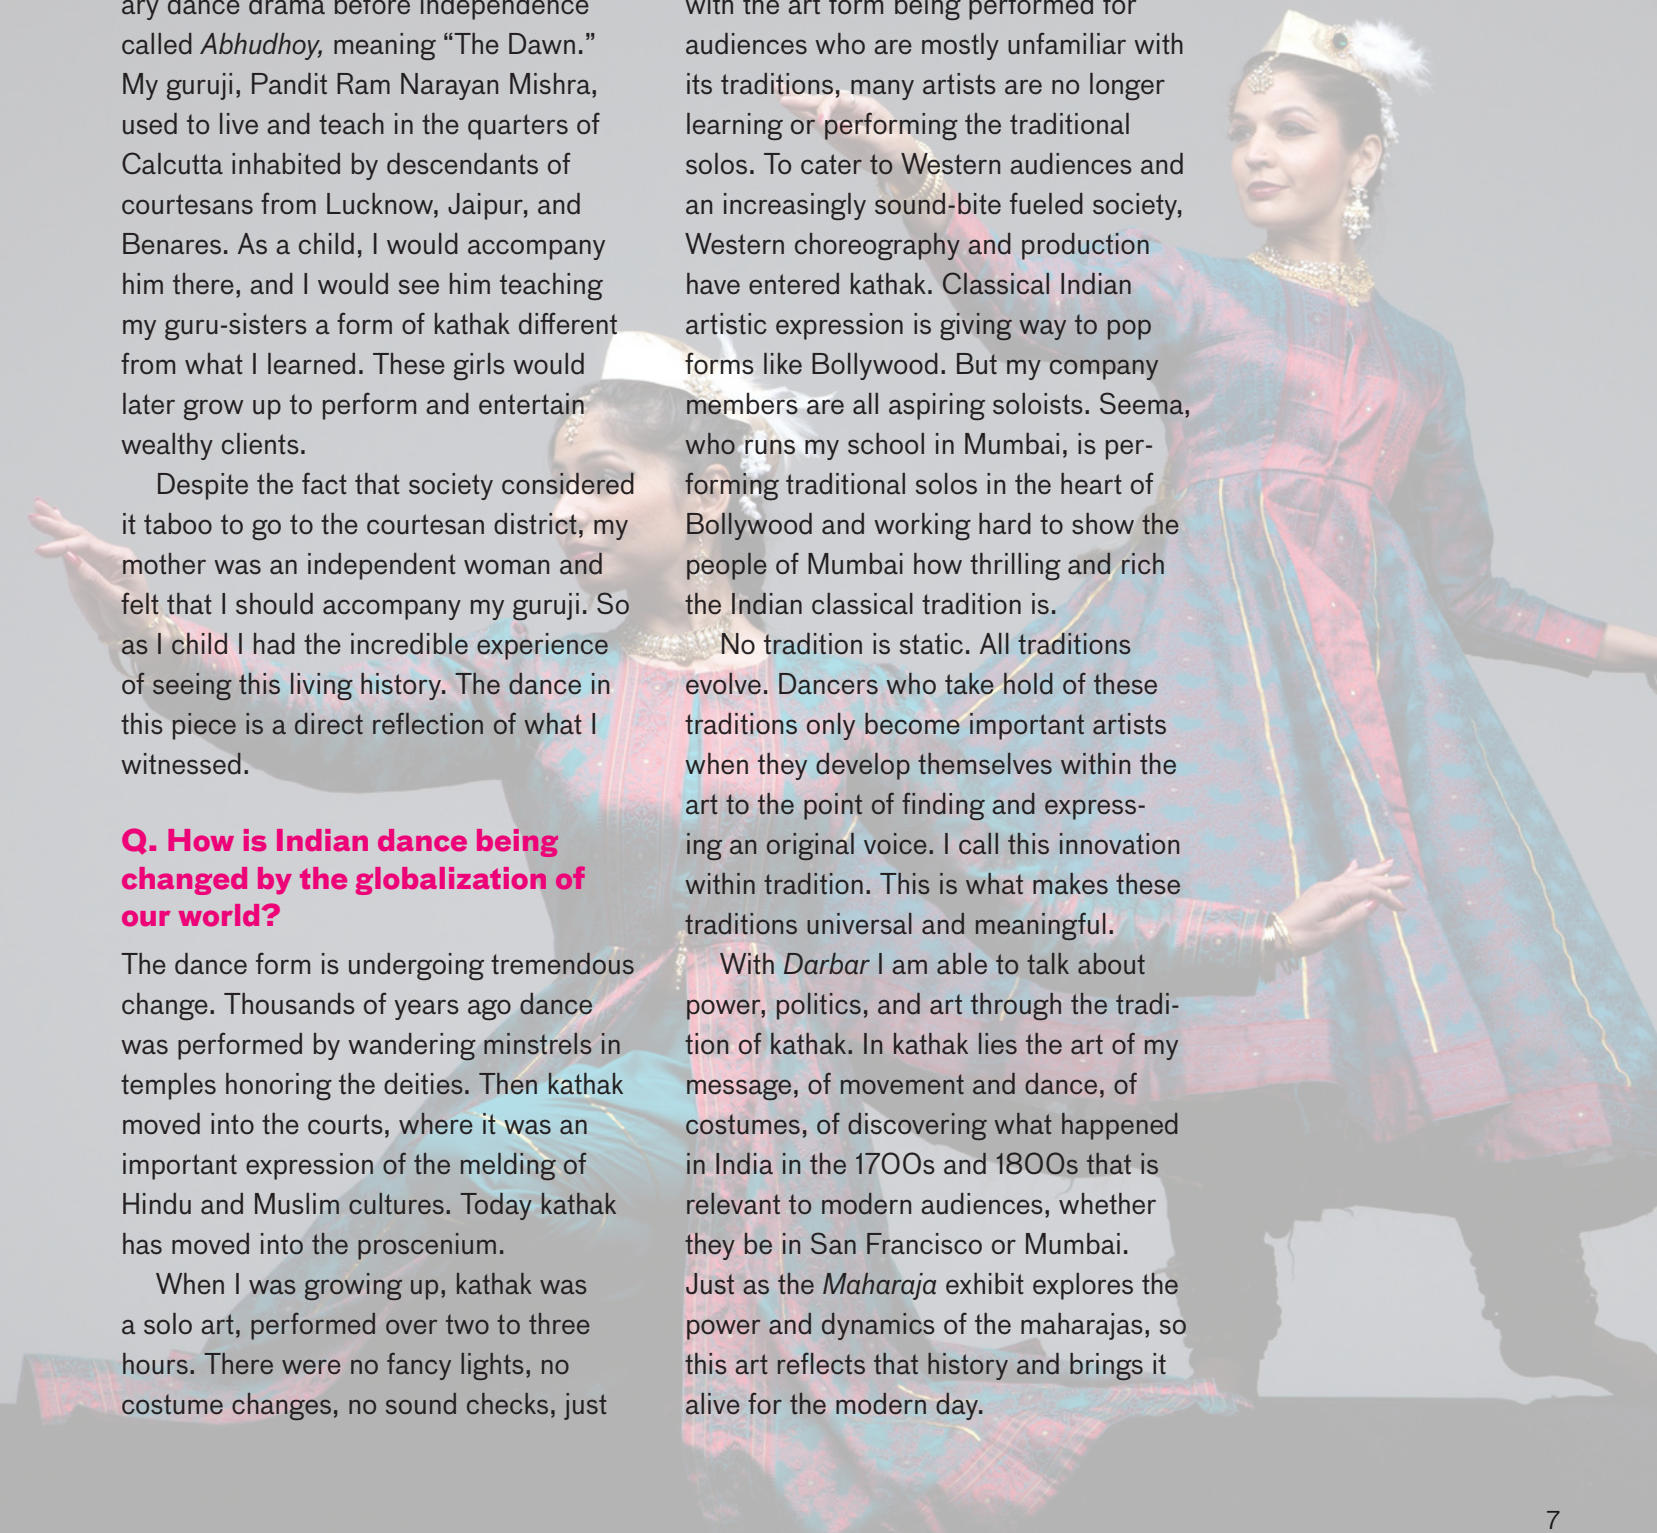 ary dance drama before independence
called Abhudhoy, meaning “The Dawn.”
My guruji, Pandit Ram Narayan Mishra,
used to live and teach in the quarters of
Calcutta inhabited by descendants of
courtesans from Lucknow, Jaipur, and
Benares. As a child, I would accompany
him there, and I would see him teaching
my guru-sisters a form of kathak different
from what I learned. These girls would
later grow up to perform and entertain
wealthy clients.
Despite the fact that society considered
it taboo to go to the courtesan district, my
mother was an independent woman and
felt that I should accompany my guruji. So
as I child I had the incredible experience
of seeing this living history. The dance in
this piece is a direct reflection of what I
witnessed.
Q. How is Indian dance being
changed by the globalization of
our world?
The dance form is undergoing tremendous
change. Thousands of years ago dance
was performed by wandering minstrels in
temples honoring the deities. Then kathak
moved into the courts, where it was an
important expression of the melding of
Hindu and Muslim cultures. Today kathak
has moved into the proscenium.
When I was growing up, kathak was
a solo art, performed over two to three
hours. There were no fancy lights, no
costume changes, no sound checks, just
with the art form being performed for
audiences who are mostly unfamiliar with
its traditions, many artists are no longer
learning or performing the traditional
solos. To cater to Western audiences and
an increasingly sound-bite fueled society,
Western choreography and production
have entered kathak. Classical Indian
artistic expression is giving way to pop
forms like Bollywood. But my company
members are all aspiring soloists. Seema,
who runs my school in Mumbai, is per-
forming traditional solos in the heart of
Bollywood and working hard to show the
people of Mumbai how thrilling and rich
the Indian classical tradition is.
No tradition is static. All traditions
evolve. Dancers who take hold of these
traditions only become important artists
when they develop themselves within the
art to the point of finding and express-
ing an original voice. I call this innovation
within tradition. This is what makes these
traditions universal and meaningful.
With Darbar I am able to talk about
power, politics, and art through the tradi-
tion of kathak. In kathak lies the art of my
message, of movement and dance, of
costumes, of discovering what happened
in India in the 1700s and 1800s that is
relevant to modern audiences, whether
they be in San Francisco or Mumbai.
Just as the Maharaja exhibit explores the
power and dynamics of the maharajas, so
this art reflects that history and brings it
alive for the modern day.
7